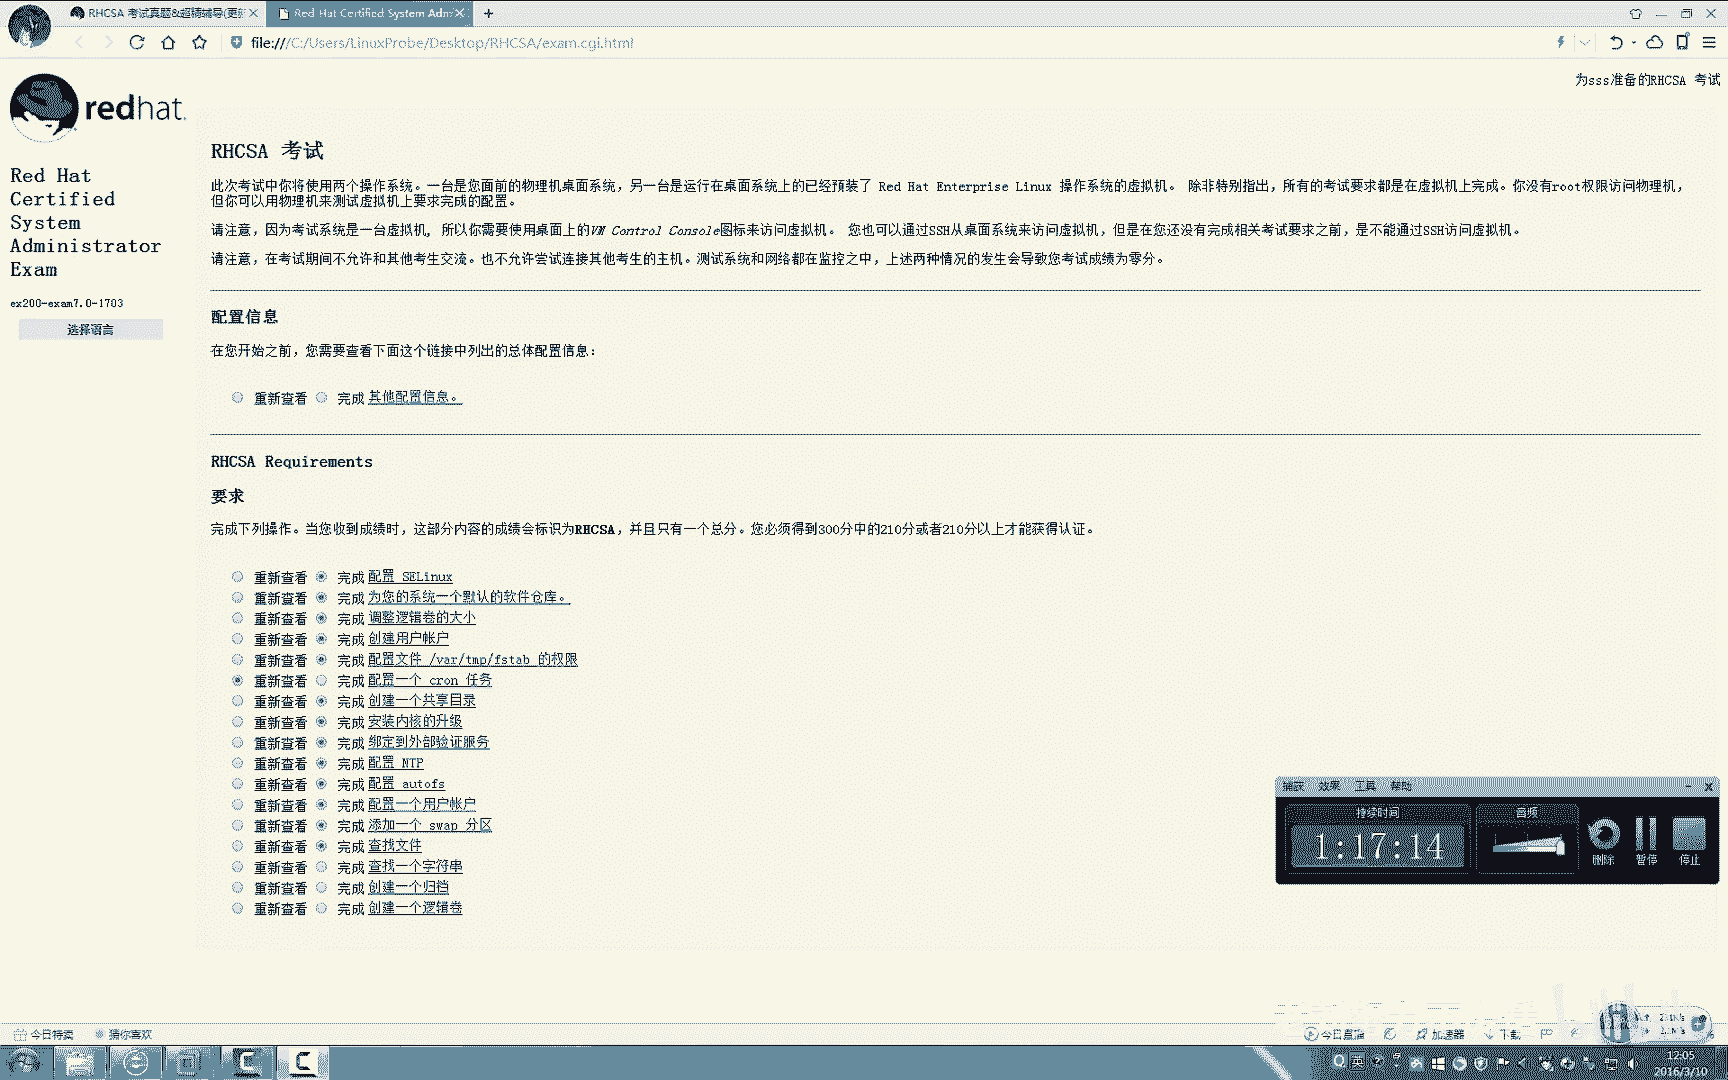 RHCSA 考试真题&超精辅导(更新
Red Hat Certified System Adm
file:///C:/Users/LinuxProbe/Desktop/RHCSA/exam.cgi.html
为sss准备的RHCSA 考试
redhat.
Red Hat
Certified
System
Administrator
Exam
ex200-exam7.0-1703
选择语言
RHCSA 考试
此次考试中你将使用两个操作系统。一台是您面前的物理机桌面系统，另一台是运行在桌面系统上的已经预装了 Red Hat Enterprise Linux 操作系统的虚拟机。 除非特别指出，所有的考试要求都是在虚拟机上完成。你没有root权限访问物理机，
但你可以用物理机来测试虚拟机上要求完成的配置。
请注意，因为考试系统是一台虚拟机, 所以你需要使用桌面上的VM Control Console图标来访问虚拟机。 您也可以通过SSH从桌面系统来访问虚拟机，但是在您还没有完成相关考试要求之前，是不能通过SSH访问虚拟机。
请注意，在考试期间不允许和其他考生交流。也不允许尝试连接其他考生的主机。测试系统和网络都在监控之中，上述两种情况的发生会导致您考试成绩为零分。
配置信息
在您开始之前，您需要查看下面这个链接中列出的总体配置信息：
重新查看 完成 其他配置信息。
RHCSA Requirements
要求
完成下列操作。当您收到成绩时，这部分内容的成绩会标识为RHCSA，并且只有一个总分。您必须得到300分中的210分或者210分以上才能获得认证。
重新查看 完成 配置 SELinux
重新查看 完成 为您的系统一个默认的软件仓库。
重新查看 完成 调整逻辑卷的大小
重新查看 完成 创建用户帐户
重新查看 完成 配置文件 /var/tmp/fstab 的权限
重新查看 完成 配置一个 cron 任务
重新查看 完成 创建一个共享目录
重新查看 完成 安装内核的升级
重新查看 完成 绑定到外部验证服务
重新查看 完成 配置 NTP
重新查看 完成 配置 autofs
重新查看 完成 配置一个用户帐户
重新查看 完成 添加一个 swap 分区
重新查看 完成 查找文件
重新查看 完成 查找一个字符串
重新查看 完成 创建一个归档
重新查看 完成 创建一个逻辑卷
捕获 效果 工具 帮助
持续时间 音频
1:17:14
删除 暂停 停止
今日特卖 猜你喜欢
今日直播 加速器 下载
英
12:05
2016/3/10